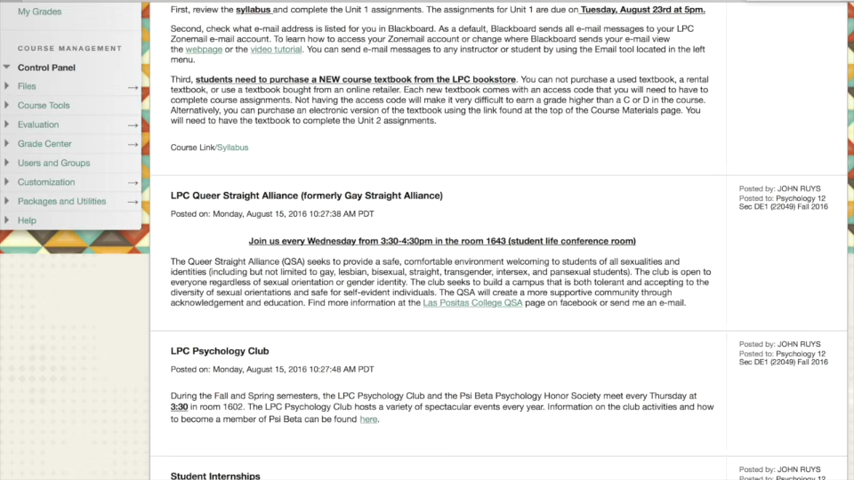 My Grades
COURSE MANAGEMENT
Control Panel
Files
Course Tools
Evaluation
Grade Center
Users and Groups
Customization
Packages and Utilities
Help
First, review the syllabus and complete the Unit 1 assignments. The assignments for Unit 1 are due on Tuesday, August 23rd at 5pm.
Second, check what e-mail address is listed for you in Blackboard. As a default, Blackboard sends all e-mail messages to your LPC
Zonemail e-mail account. To learn how to access your Zonemail account or change where Blackboard sends your e-mail view
the webpage or the video tutorial. You can send e-mail messages to any instructor or student by using the Email tool located in the left
menu.
Third, students need to purchase a NEW course textbook from the LPC bookstore. You can not purchase a used textbook, a rental
textbook, or use a textbook bought from an online retailer. Each new textbook comes with an access code that you will need to have to
complete course assignments. Not having the access code will make it very difficult to earn a grade higher than a C or D in the course.
Alternatively, you can purchase an electronic version of the textbook using the link found at the top of the Course Materials page. You
will need to have the textbook to complete the Unit 2 assignments.
Course Link/Syllabus
LPC Queer Straight Alliance (formerly Gay Straight Alliance)
Posted on: Monday, August 15, 2016 10:27:38 AM PDT
Posted by: JOHN RUYS
Posted to: Psychology 12
Sec DE1 (22049) Fall 2016
Join us every Wednesday from 3:30-4:30pm in the room 1643 (student life conference room)
The Queer Straight Alliance (QSA) seeks to provide a safe, comfortable environment welcoming to students of all sexualities and
identities (including but not limited to gay, lesbian, bisexual, straight, transgender, intersex, and pansexual students). The club is open to
everyone regardless of sexual orientation or gender identity. The club seeks to build a campus that is both tolerant and accepting to the
diversity of sexual orientations and safe for self-evident individuals. The QSA will create a more supportive community through
acknowledgement and education. Find more information at the Las Positas College QSA page on facebook or send me an e-mail.
LPC Psychology Club
Posted on: Monday, August 15, 2016 10:27:48 AM PDT
Posted by: JOHN RUYS
Posted to: Psychology 12
Sec DE1 (22049) Fall 2016
During the Fall and Spring semesters, the LPC Psychology Club and the Psi Beta Psychology Honor Society meet every Thursday at
3:30 in room 1602. The LPC Psychology Club hosts a variety of spectacular events every year. Information on the club activities and how
to become a member of Psi Beta can be found here.
Student Internships
Posted by: JOHN RUYS
Posted to: Psychology 12